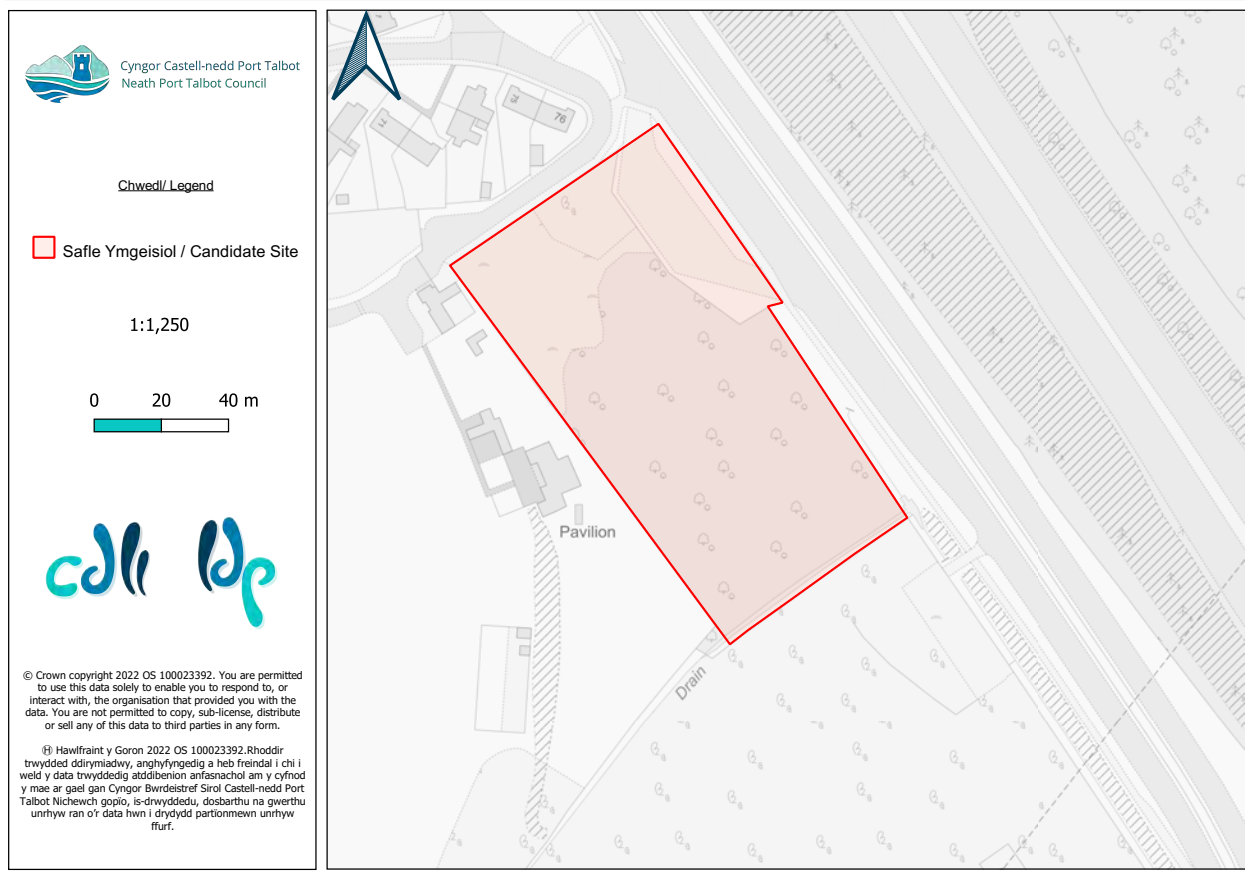 Cyngor Castell-nedd Port Talbot
Neath Port Talbot Council
Chwedl/ Legend
Safle Ymgeisiol / Candidate Site
1:1,250
0 20 40 m
cdll ldp
© Crown copyright 2022 OS 100023392. You are permitted
to use this data solely to enable you to respond to, or
interact with, the organisation that provided you with the
data. You are not permitted to copy, sub-license, distribute
or sell any of this data to third parties in any form.
Ⓗ Hawlfraint y Goron 2022 OS 100023392.Rhoddir
trwydded ddirymiadwy, anghyfyngedig a heb freindal i chi i
weld y data trwyddedig atddibenion anfasnachol am y cyfnod
y mae ar gael gan Cyngor Bwrdeistref Sirol Castell-nedd Port
Talbot Nichewch gopïo, is-drwyddedu, dosbarthu na gwerthu
unrhyw ran o'r data hwn i drydydd partïonmewn unrhyw
ffurf.
75
76
71
Pavilion
Drain